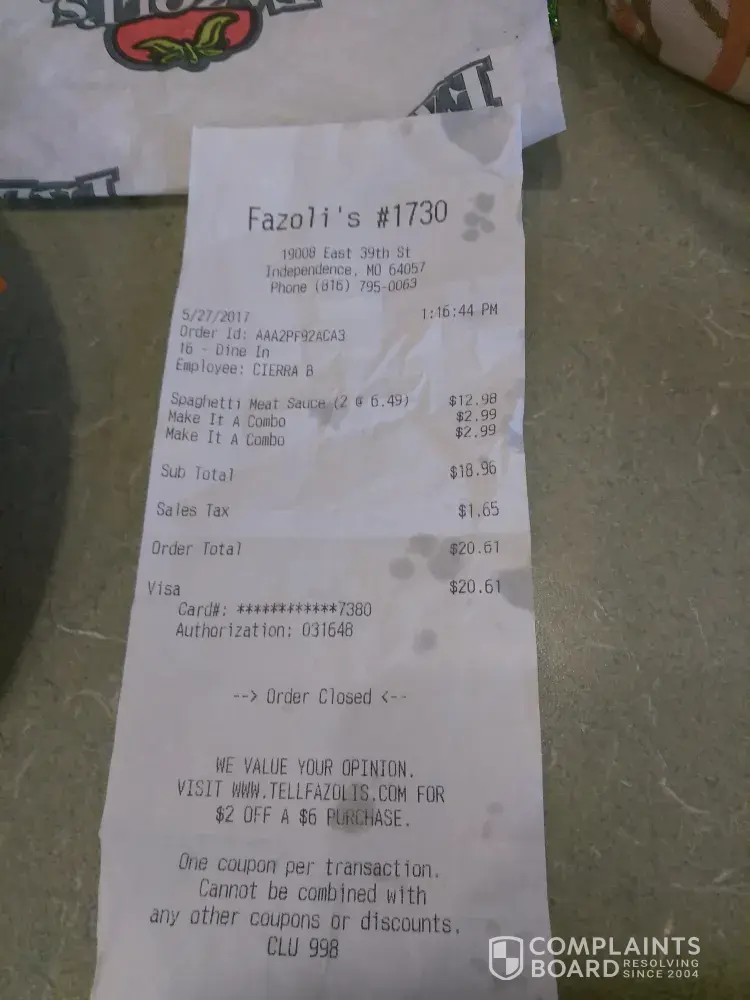 Fazoli's #1730
19008 East 39th St
Independence, MO 64057
Phone (816) 795-0063
5/27/2017 1:16:44 PM
Order Id: AAA2PF92ACA3
16 - Dine In
Employee: CIERRA B
Spaghetti Meat Sauce (2 @ 6.49) $12.98
Make It A Combo $2.99
Make It A Combo $2.99
Sub Total $18.96
Sales Tax $1.65
Order Total $20.61
Visa $20.61
Card#: ************7380
Authorization: 031648
--> Order Closed <--
WE VALUE YOUR OPINION.
VISIT WWW.TELLFAZOLIS.COM FOR
$2 OFF A $6 PURCHASE.
One coupon per transaction.
Cannot be combined with
any other coupons or discounts.
CLU 998
COMPLAINTS
BOARD RESOLVING
SINCE 2004